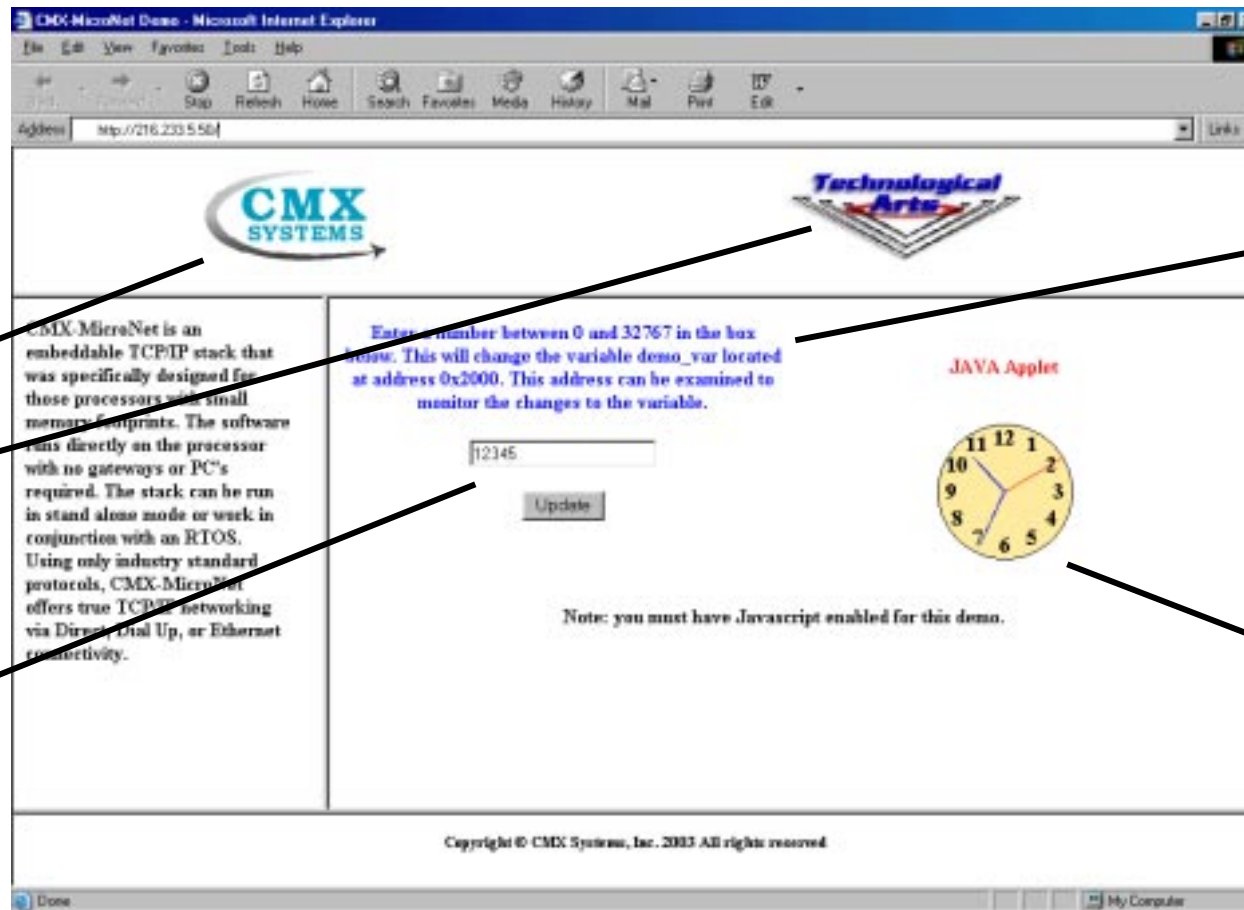 CMX-MicroNet Demo - Microsoft Internet Explorer
File Edit View Favorites Tools Help
Stop Refresh Home Search Favorites Media History Mail Print Edit
Address http://216.233.5.50/ Links
CMX
SYSTEMS
Technological
Arts
CMX-MicroNet is an
embeddable TCP/IP stack that
was specifically designed for
those processors with small
memory footprints. The software
runs directly on the processor
with no gateways or PC's
required. The stack can be run
in stand alone mode or work in
conjunction with an RTOS.
Using only industry standard
protocols, CMX-MicroNet
offers true TCP/IP networking
via Direct, Dial Up, or Ethernet
connectivity.
Enter a number between 0 and 32767 in the box
below. This will change the variable demo_var located
at address 0x2000. This address can be examined to
monitor the changes to the variable.
12345
Update
JAVA Applet
12
11 1
10 2
9 3
8 4
7 6 5
Note: you must have Javascript enabled for this demo.
Copyright © CMX Systems, Inc. 2003 All rights reserved
Done My Computer